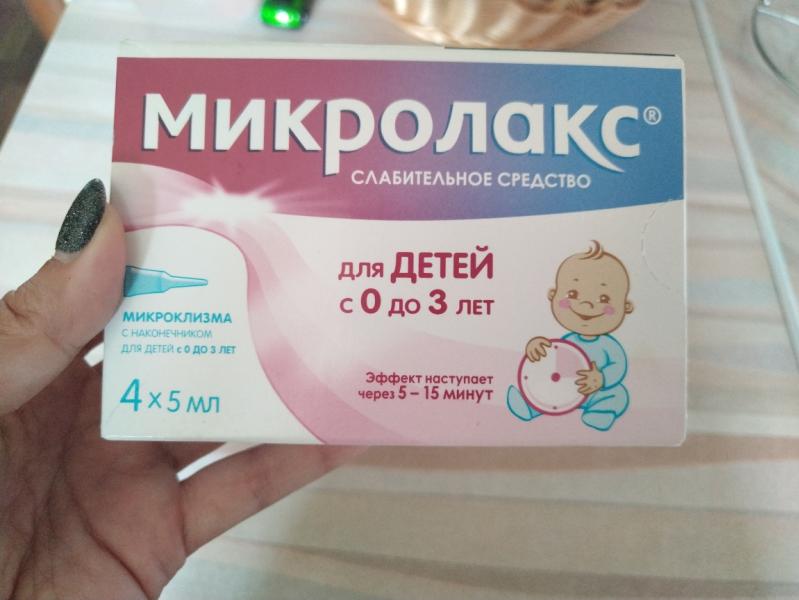 Микролакс®
СЛАБИТЕЛЬНОЕ СРЕДСТВО
для ДЕТЕЙ
с 0 до 3 лет
МИКРОКЛИЗМА
С НАКОНЕЧНИКОМ
ДЛЯ ДЕТЕЙ с 0 ДО 3 ЛЕТ
4 x 5 мл
Эффект наступает
через 5 – 15 минут